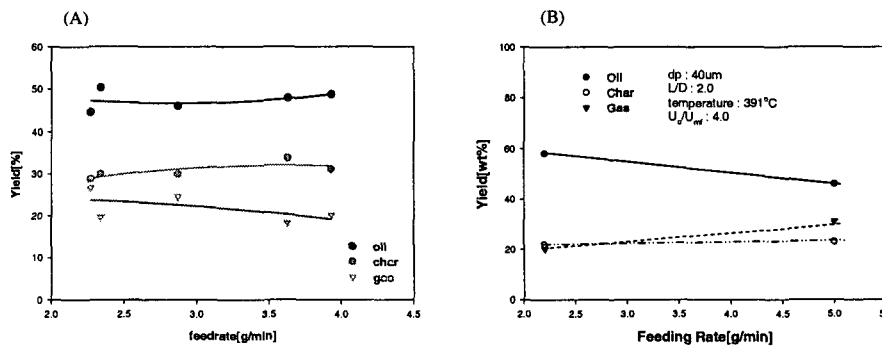 (A)
60
50
40
30
20
10
0
Yield[%]
oil
char
gas
2.0
2.5
3.0
3.5
4.0
4.5
feedrate[g/min]
(B)
100
80
60
40
20
0
Yield[wt%]
Oil
Char
Gas
dp : 40um
L/D : 2.0
temperature : 391°C
U₀/Uₘf : 4.0
2.0
2.5
3.0
3.5
4.0
4.5
5.0
Feeding Rate[g/min]